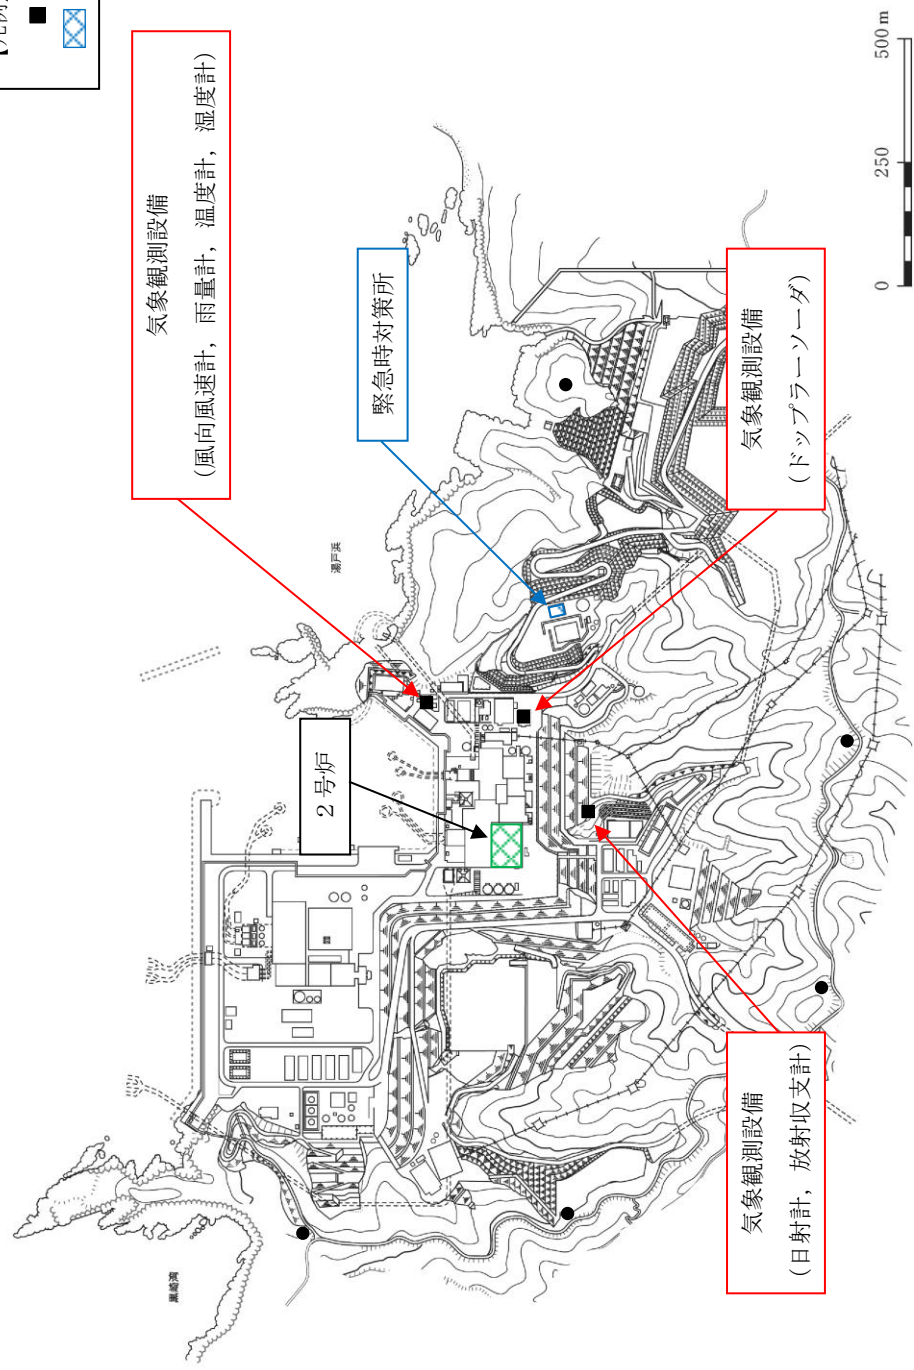 気象観測設備
(風向風速計，雨量計，温度計，湿度計)
2号炉
湯戸浜
緊急時対策所
気象観測設備
(日射計，放射収支計)
気象観測設備
(ドップラーソーダ)
0 250 500 m